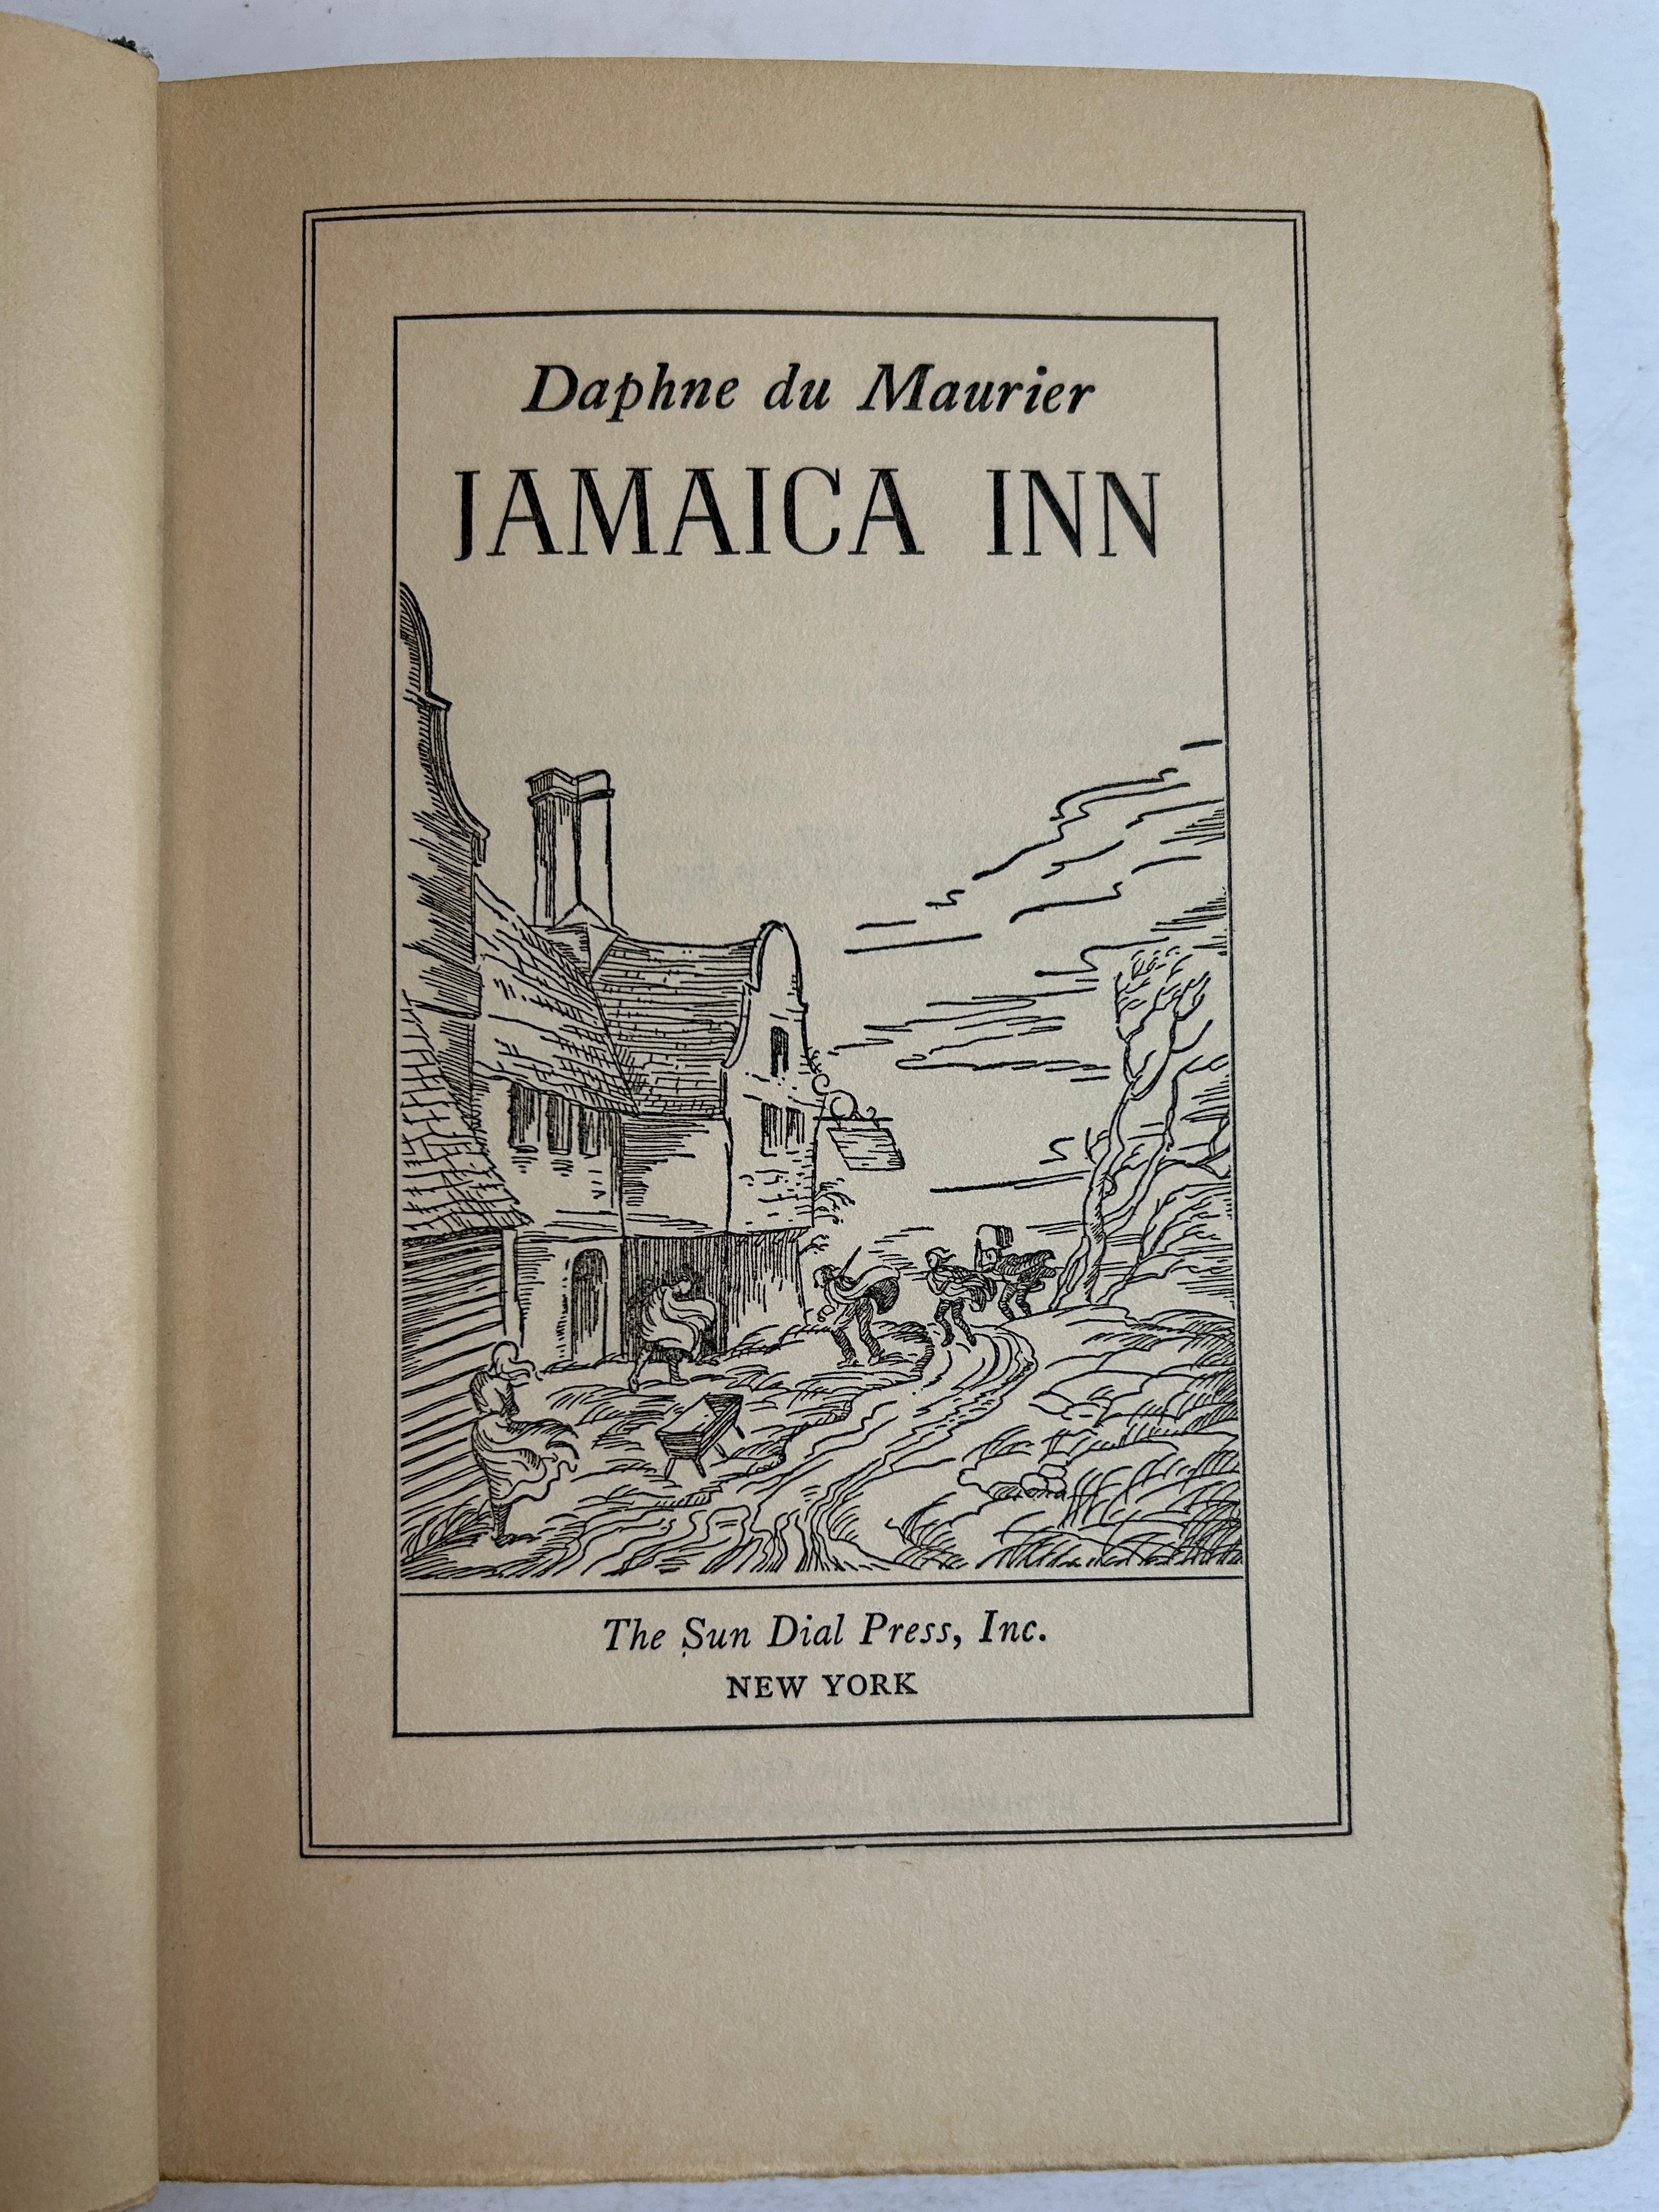 Daphne du Maurier
JAMAICA INN
The Sun Dial Press, Inc.
NEW YORK